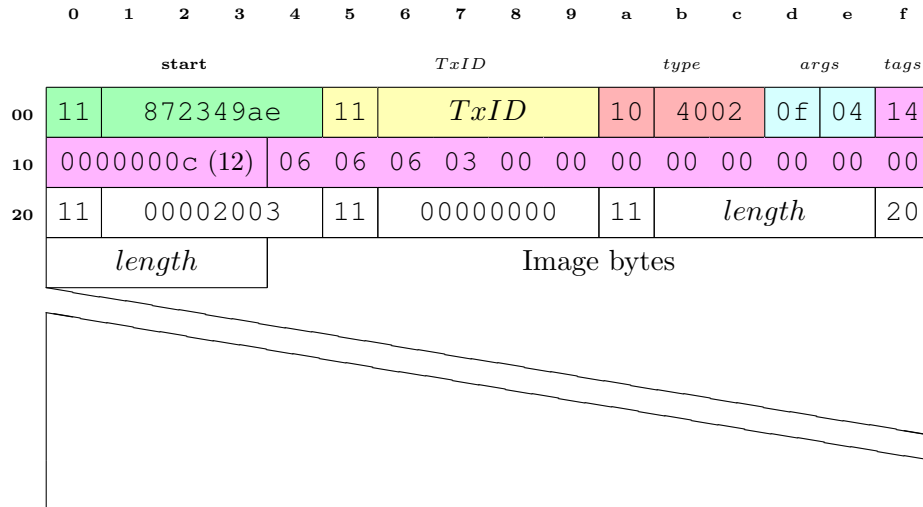 0 1 2 3 4 5 6 7 8 9 a b c d e f
start TxID type args tags
00 11 872349ae 11 TxID 10 4002 0f 04 14
10 0000000c (12) 06 06 06 03 00 00 00 00 00 00 00 00
20 11 00002003 11 00000000 11 length 20
length Image bytes